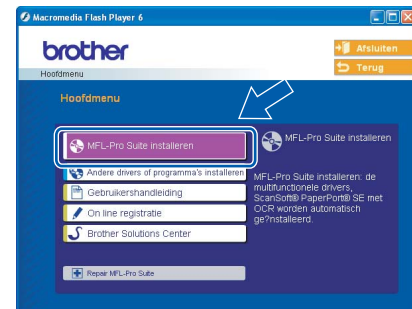 Macromedia Flash Player 6
brother
Afsluiten
Terug
Hoofdmenu
Hoofdmenu
MFL-Pro Suite installeren
Andere drivers of programma's installeren
Gebruikershandleiding
On line registratie
Brother Solutions Center
Repair MFL-Pro Suite
MFL-Pro Suite installeren
MFL-Pro Suite installeren: de
multifunctionele drivers,
ScanSoft® PaperPort® SE met
OCR worden automatisch
ge?nstalleerd.